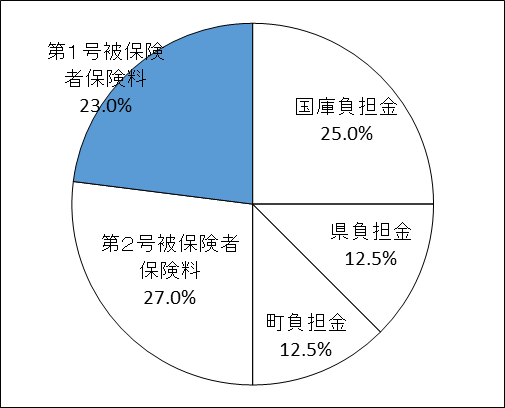 第１号被保険
者保険料
23.0%
国庫負担金
25.0%
県負担金
12.5%
第２号被保険者
保険料
27.0%
町負担金
12.5%